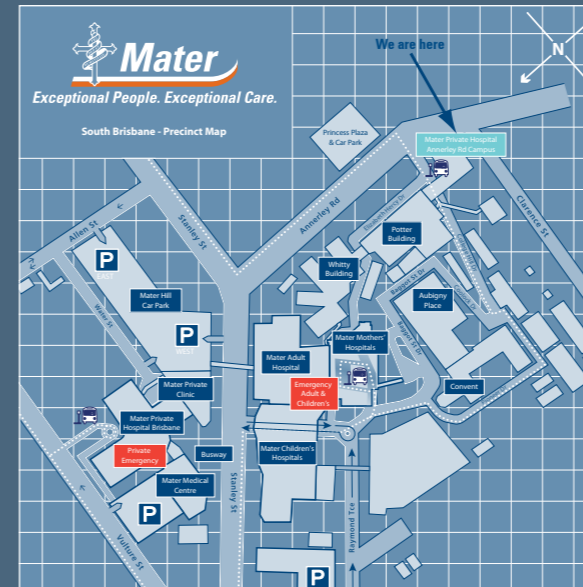 Mater
Exceptional People. Exceptional Care.
South Brisbane - Precinct Map
We are here
N
Princess Plaza
& Car Park
Mater Private Hospital
Annerley Rd Campus
Allen St
Stanley St
Annerley Rd
Clarence St
Potter
Building
Whitty
Building
P
EAST
Mater Hill
Car Park
Aubigny
Place
P
WEST
Mater Mothers'
Hospitals
Mater Adult
Hospital
Emergency
Adult &
Children's
Convent
Mater Private
Clinic
Mater Private
Hospital Brisbane
Private
Emergency
Busway
Mater Children's
Hospitals
Mater Medical
Centre
Stanley St
Raymond Tce
P
Vulture St
P